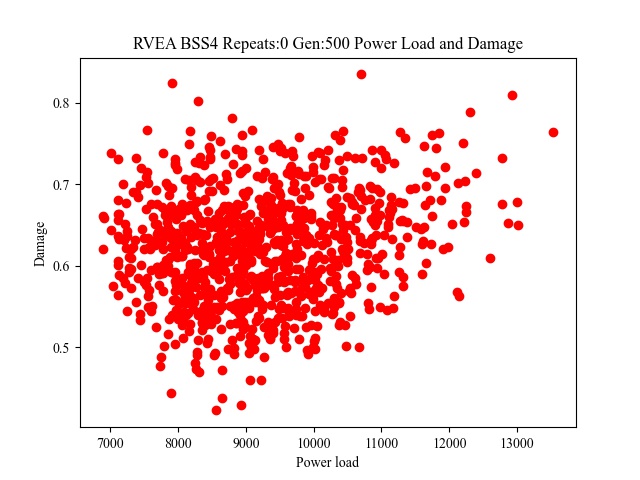 RVEA BSS4 Repeats:0 Gen:500 Power Load and Damage
0.8
0.7
0.6
0.5
Damage
7000 8000 9000 10000 11000 12000 13000
Power load